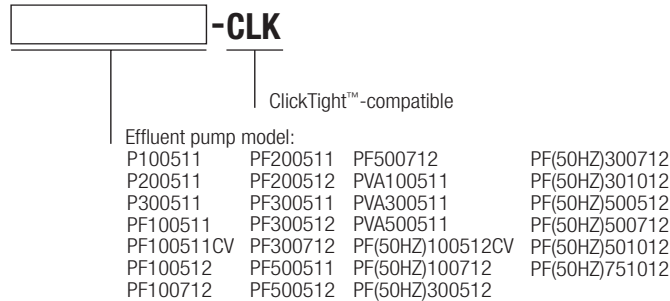 -CLK
ClickTight™-compatible
Effluent pump model:
P100511 PF200511 PF500712 PF(50HZ)300712
P200511 PF200512 PVA100511 PF(50HZ)301012
P300511 PF300511 PVA300511 PF(50HZ)500512
PF100511 PF300512 PVA500511 PF(50HZ)500712
PF100511CV PF300712 PF(50HZ)100512CV PF(50HZ)501012
PF100512 PF500511 PF(50HZ)100712 PF(50HZ)751012
PF100712 PF500512 PF(50HZ)300512